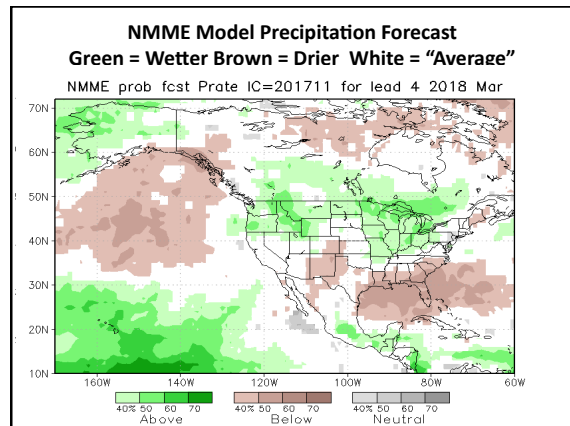 NMME Model Precipitation Forecast
Green = Wetter Brown = Drier White = “Average”
NMME prob fcst Prate IC=201711 for lead 4 2018 Mar
70N
60N
50N
40N
30N
20N
10N
160W 140W 120W 100W 80W 60W
40% 50 60 70 40% 50 60 70 40% 50 60 70
Above Below Neutral